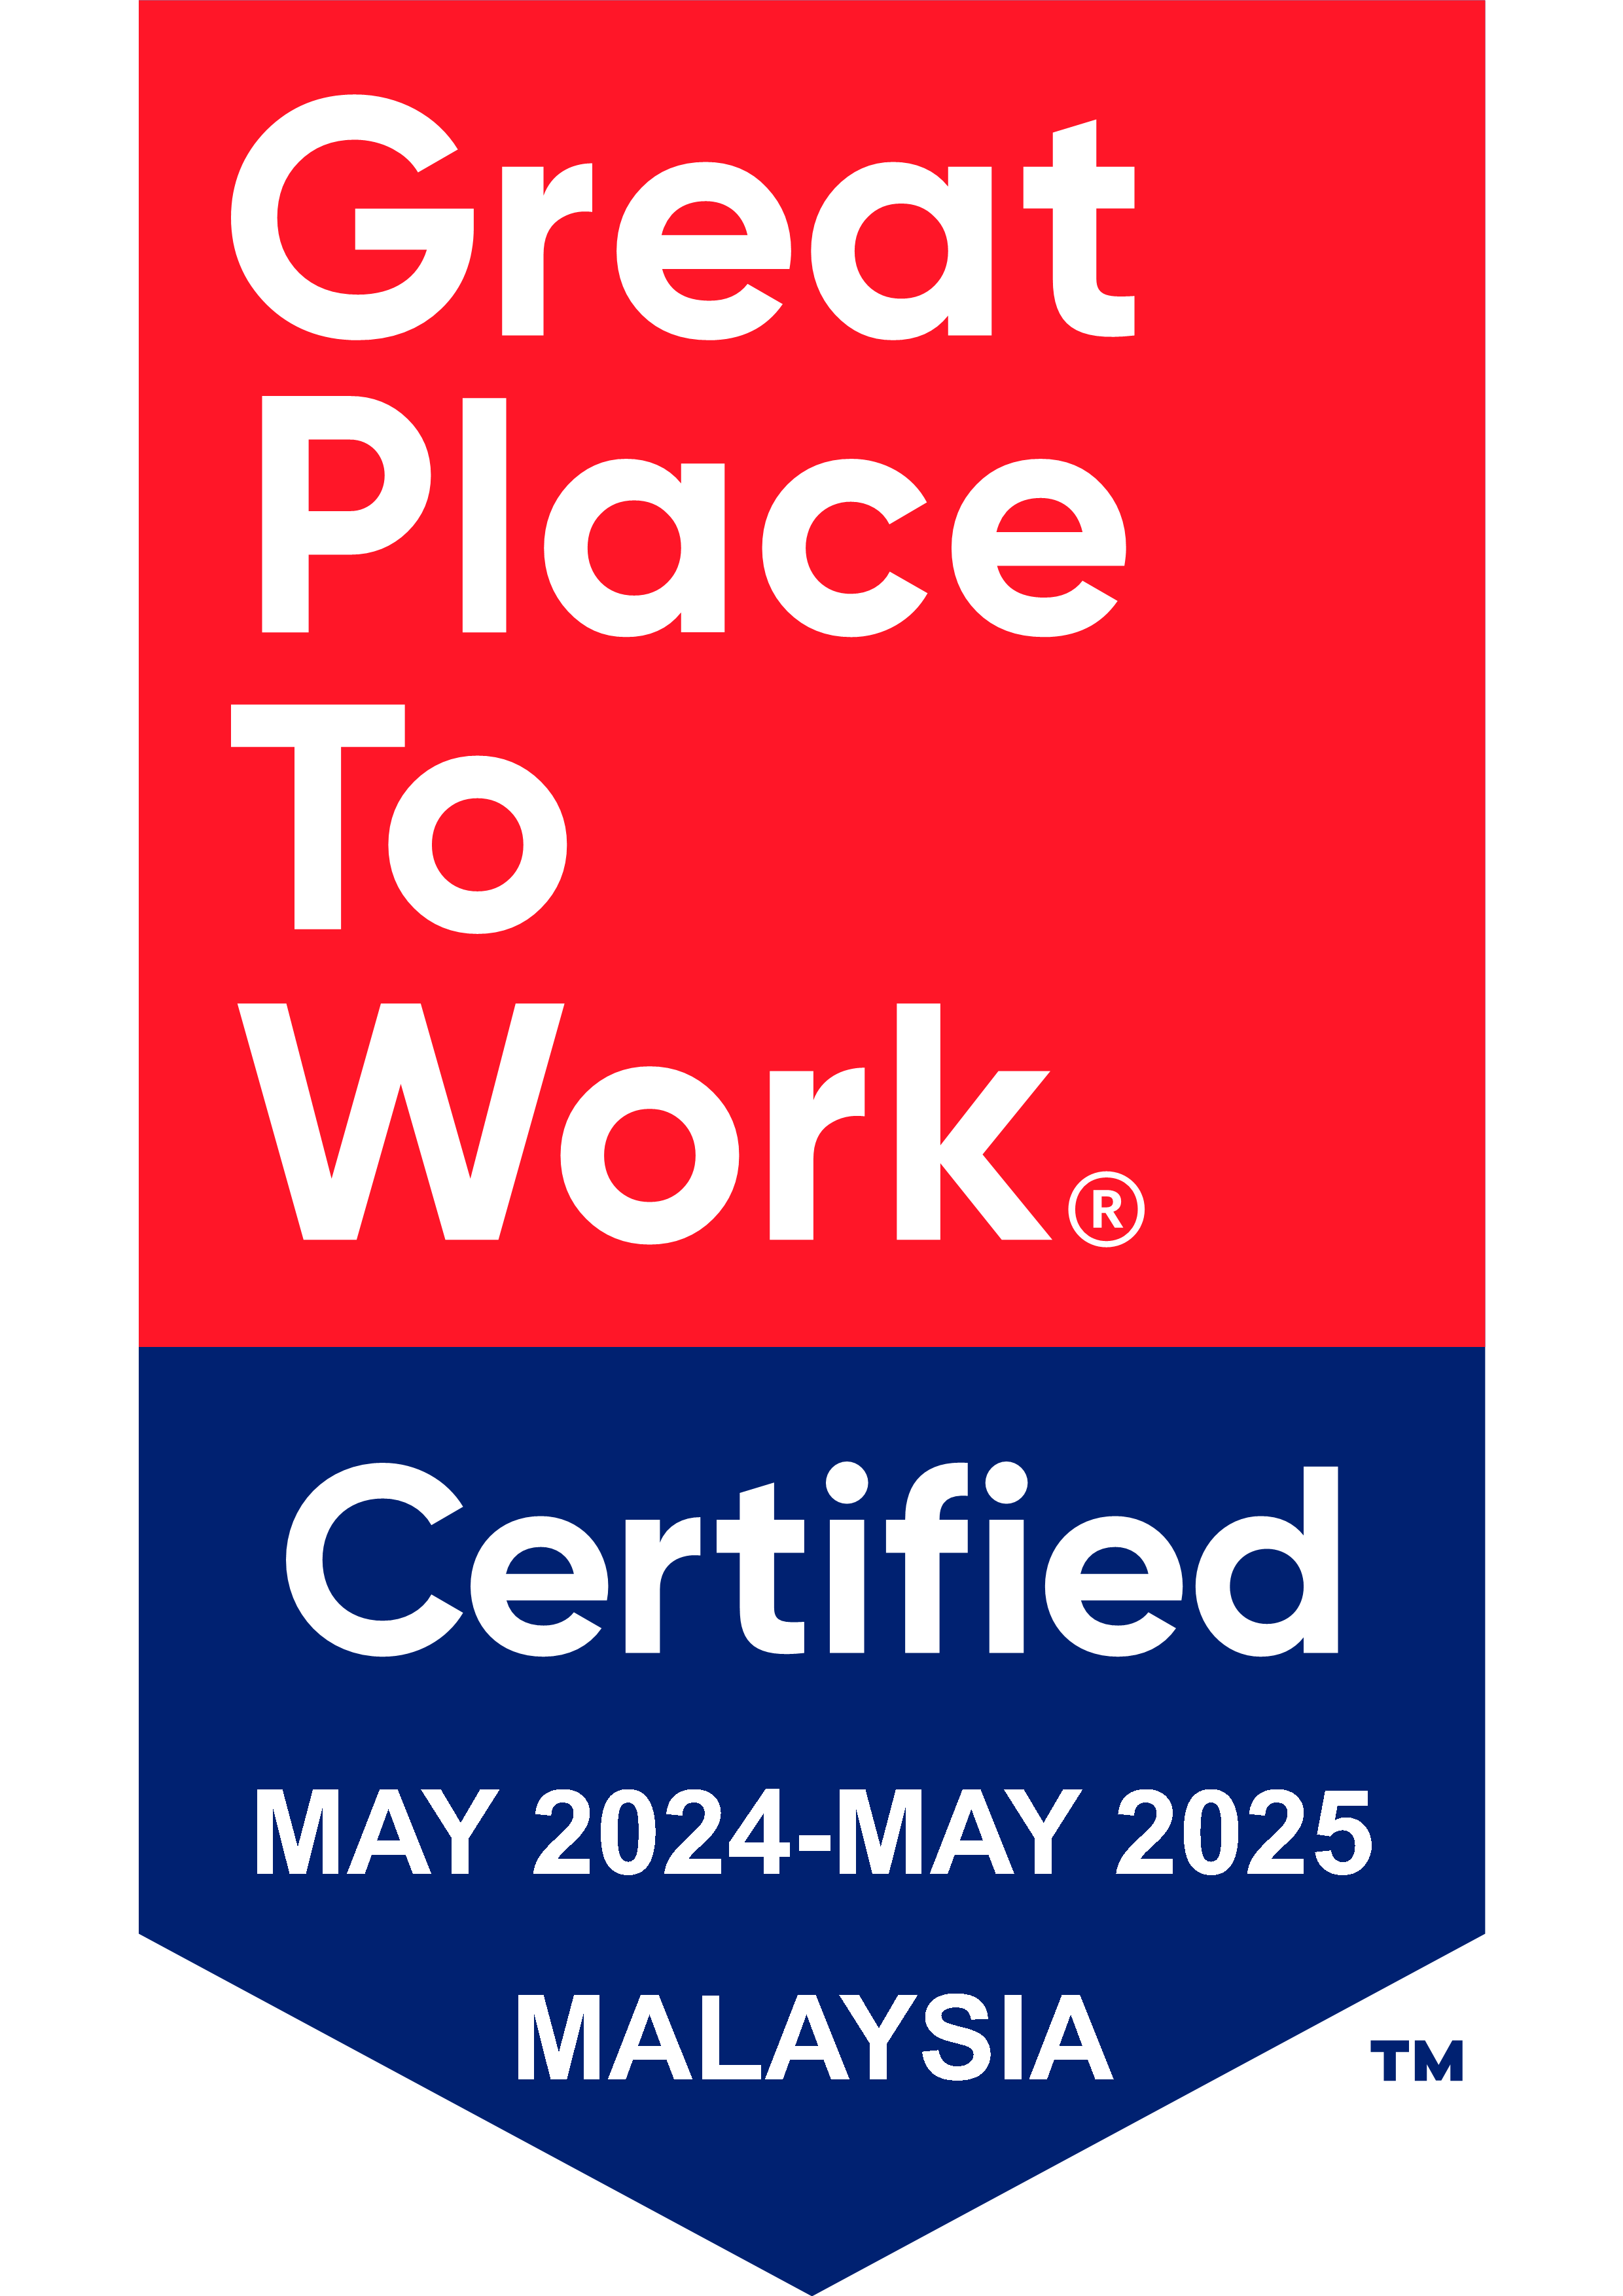 Great
Place
To
Work®
Certified
MAY 2024-MAY 2025
MALAYSIA
TM